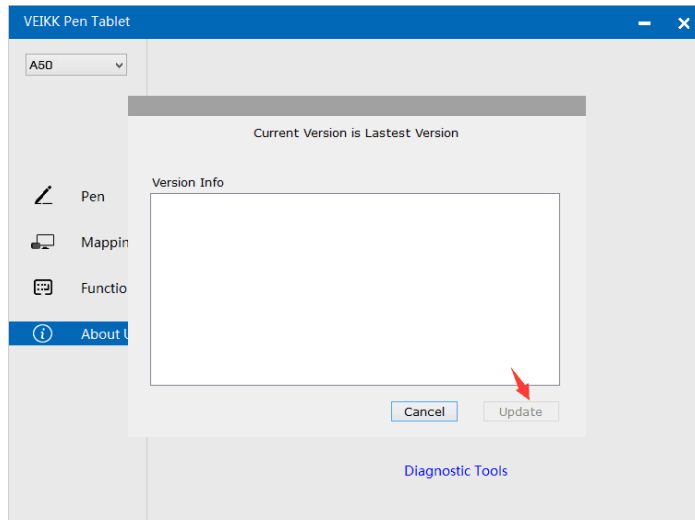 VEIKK Pen Tablet
A50
Current Version is Lastest Version
Version Info
Pen
Mappin
Functio
About U
Cancel
Update
Diagnostic Tools